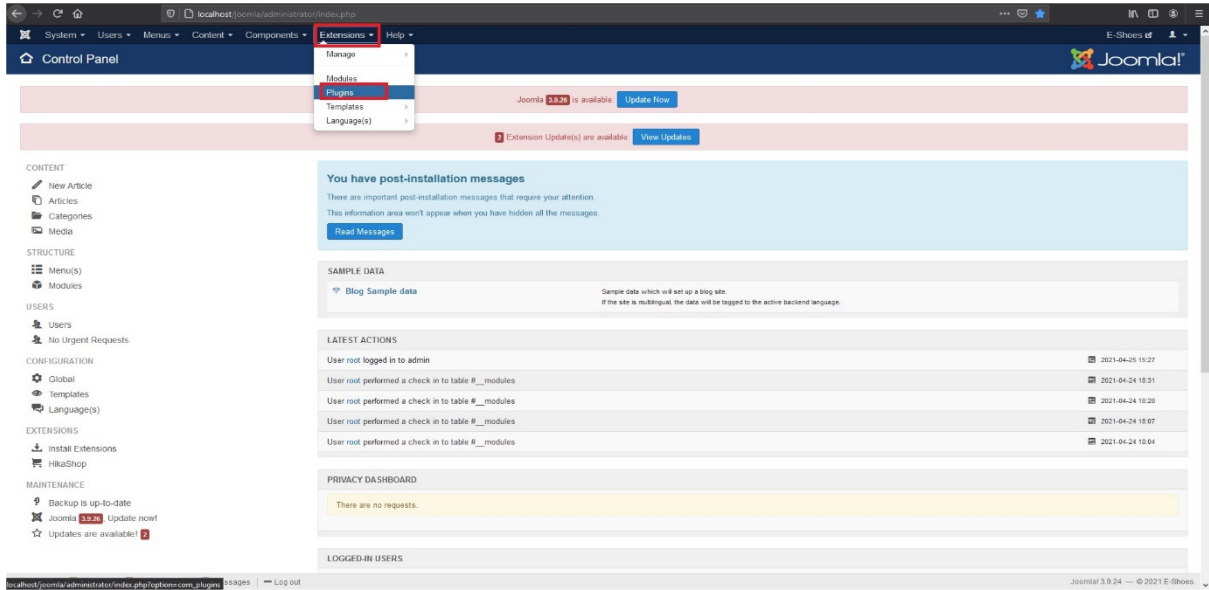 localhost/joomla/administrator/index.php
System Users Menus Content Components Extensions Help E-Shoes
Control Panel Joomla!
Manage
Modules
Plugins
Templates
Language(s)
Joomla 3.9.26 is available: Update Now
2 Extension Update(s) are available: View Updates
CONTENT
New Article
Articles
Categories
Media
STRUCTURE
Menu(s)
Modules
USERS
Users
No Urgent Requests.
CONFIGURATION
Global
Templates
Language(s)
EXTENSIONS
Install Extensions
HikaShop
MAINTENANCE
Backup is up-to-date
Joomla 3.9.26, Update now!
Updates are available! 2
You have post-installation messages
There are important post-installation messages that require your attention.
This information area won't appear when you have hidden all the messages.
Read Messages
SAMPLE DATA
Blog Sample data
Sample data which will set up a blog site.
If the site is multilingual, the data will be tagged to the active backend language.
LATEST ACTIONS
User root logged in to admin 2021-04-25 15:27
User root performed a check in to table #__modules 2021-04-24 18:31
User root performed a check in to table #__modules 2021-04-24 18:28
User root performed a check in to table #__modules 2021-04-24 18:07
User root performed a check in to table #__modules 2021-04-24 18:04
PRIVACY DASHBOARD
There are no requests.
LOGGED-IN USERS
localhost/joomla/administrator/index.php?option=com_plugins ssages Log out Joomla! 3.9.24 — © 2021 E-Shoes